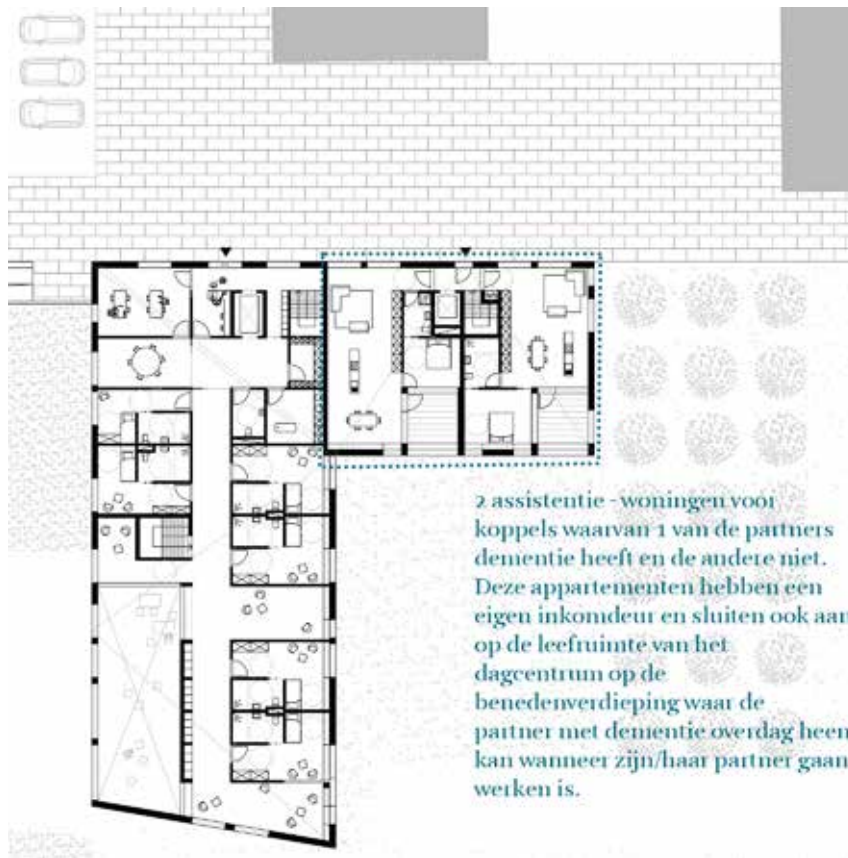 2 assistentie - woningen voor
koppels waarvan 1 van de partners
dementie heeft en de andere niet.
Deze appartementen hebben een
eigen inkomdeur en sluiten ook aan
op de leefruimte van het
dagcentrum op de
benedenverdieping waar de
partner met dementie overdag heen
kan wanneer zijn/haar partner gaan
werken is.